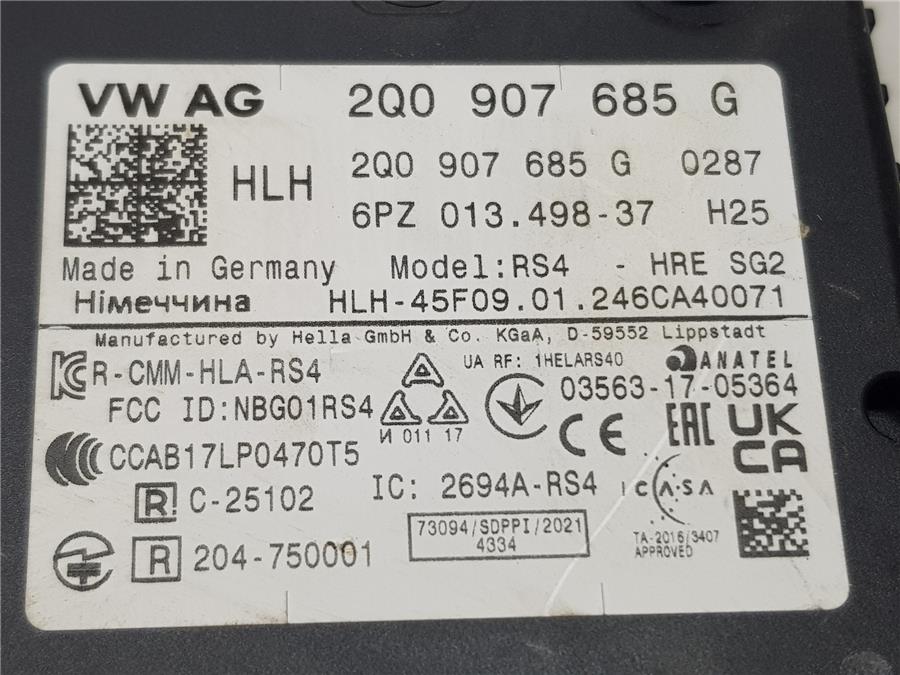 VW AG 2Q0 907 685 G
HLH 2Q0 907 685 G 0287
6PZ 013.498-37 H25
Made in Germany Model:RS4 - HRE SG2
Німеччина HLH-45F09.01.246CA40071
Manufactured by Hella GmbH & Co. KGaA, D-59552 Lippstadt
R-CMM-HLA-RS4 UA RF: 1HELARS40 ANATEL
FCC ID:NBG01RS4 И 011 17 03563-17-05364
CE EAC UK CA
CCAB17LP0470T5
R! C-25102 IC: 2694A-RS4 ICASA
R 204-750001 73094/SDPPI/2021 TA-2016/3407
4334 APPROVED